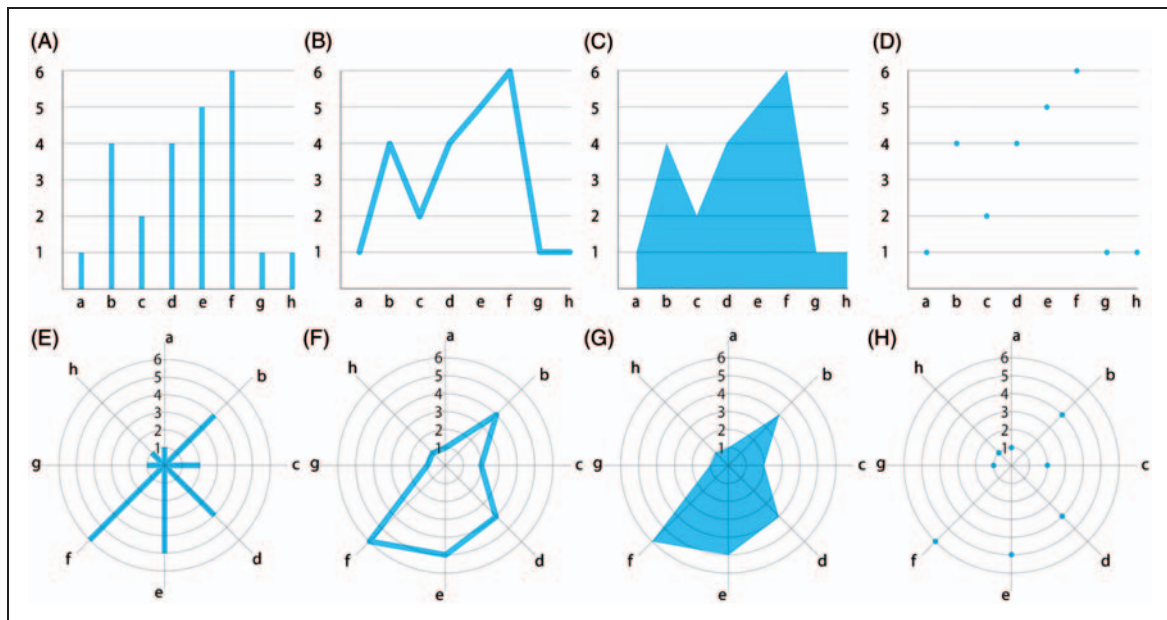 (A) (B) (C) (D)
6 6 6 6
5 5 5 5
4 4 4 4
3 3 3 3
2 2 2 2
1 1 1 1
a b c d e f g h a b c d e f g h a b c d e f g h a b c d e f g h
(E) (F) (G) (H)
a a a a
h b h b h b h b
6 6 6 6
5 5 5 5
4 4 4 4
3 3 3 3
2 2 2 2
1 1 1 1
g c g c g c g c
f d f d f d f d
e e e e